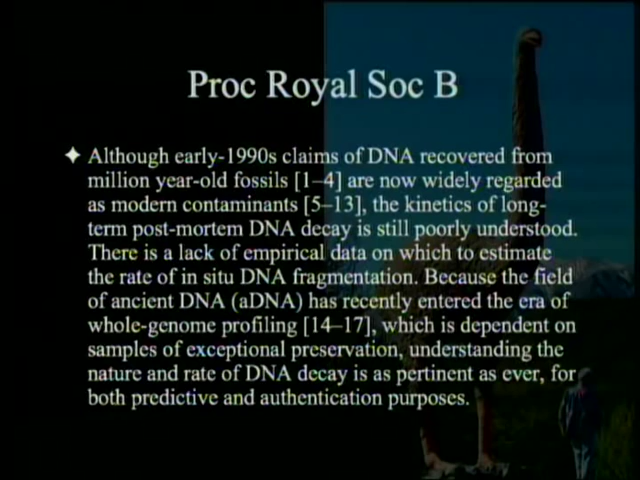 Proc Royal Soc B
✦ Although early-1990s claims of DNA recovered from
million year-old fossils [1–4] are now widely regarded
as modern contaminants [5–13], the kinetics of long-
term post-mortem DNA decay is still poorly understood.
There is a lack of empirical data on which to estimate
the rate of in situ DNA fragmentation. Because the field
of ancient DNA (aDNA) has recently entered the era of
whole-genome profiling [14–17], which is dependent on
samples of exceptional preservation, understanding the
nature and rate of DNA decay is as pertinent as ever, for
both predictive and authentication purposes.